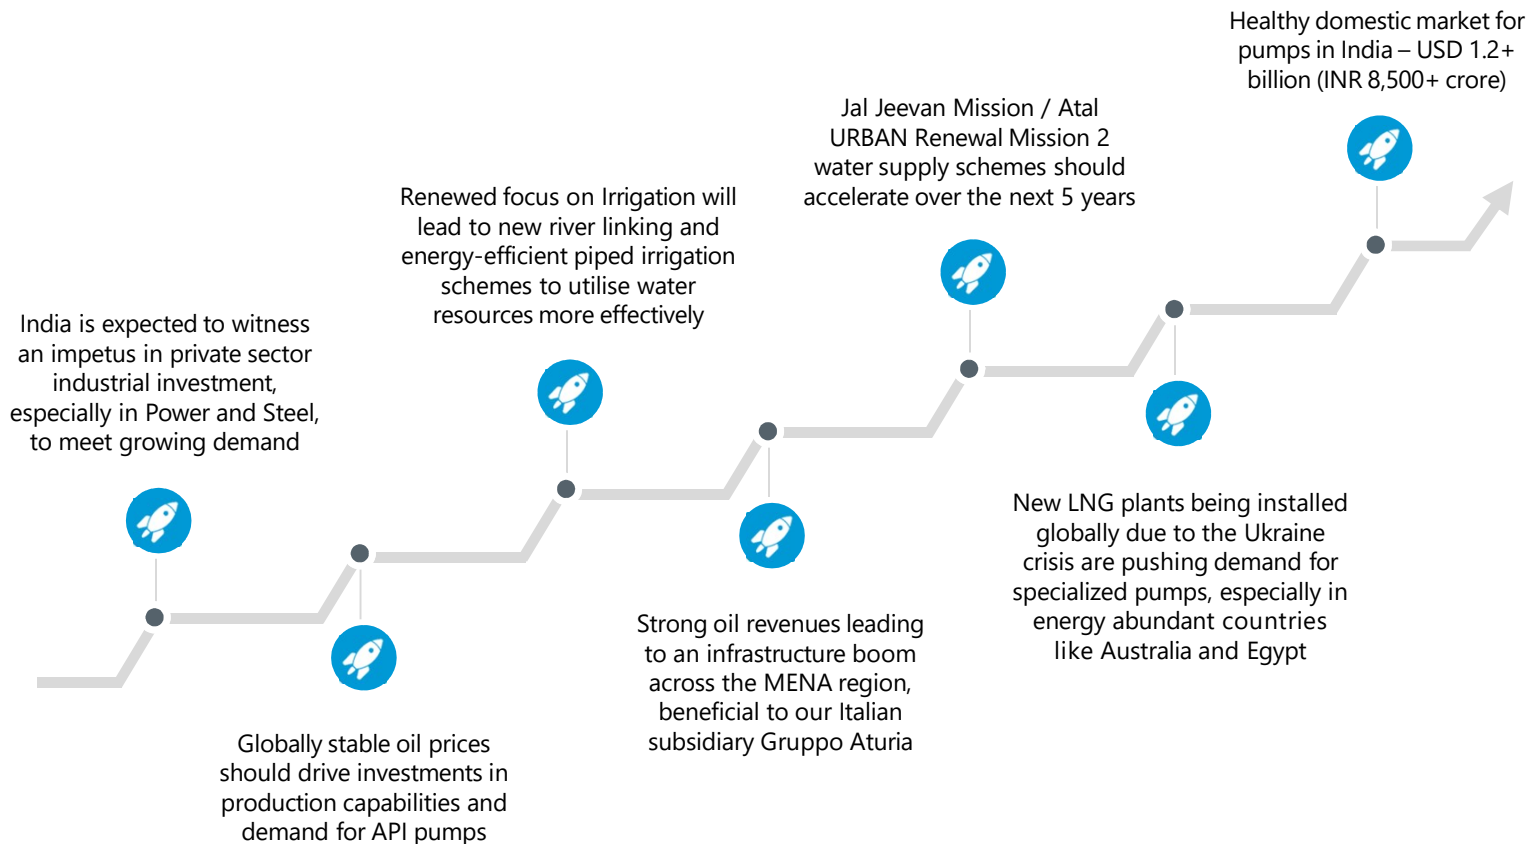 India is expected to witness
an impetus in private sector
industrial investment,
especially in Power and Steel,
to meet growing demand
Globally stable oil prices
should drive investments in
production capabilities and
demand for API pumps
Renewed focus on Irrigation will
lead to new river linking and
energy-efficient piped irrigation
schemes to utilise water
resources more effectively
Strong oil revenues leading
to an infrastructure boom
across the MENA region,
beneficial to our Italian
subsidiary Gruppo Aturia
Jal Jeevan Mission / Atal
URBAN Renewal Mission 2
water supply schemes should
accelerate over the next 5 years
New LNG plants being installed
globally due to the Ukraine
crisis are pushing demand for
specialized pumps, especially in
energy abundant countries
like Australia and Egypt
Healthy domestic market for
pumps in India – USD 1.2+
billion (INR 8,500+ crore)